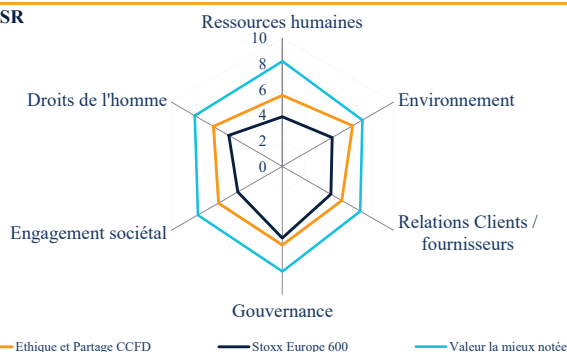 SR
Ressources humaines
10
8
6
4
2
0
Droits de l'homme
Environnement
Engagement sociétal
Relations Clients /
fournisseurs
Gouvernance
Ethique et Partage CCFD
Stoxx Europe 600
Valeur la mieux notée